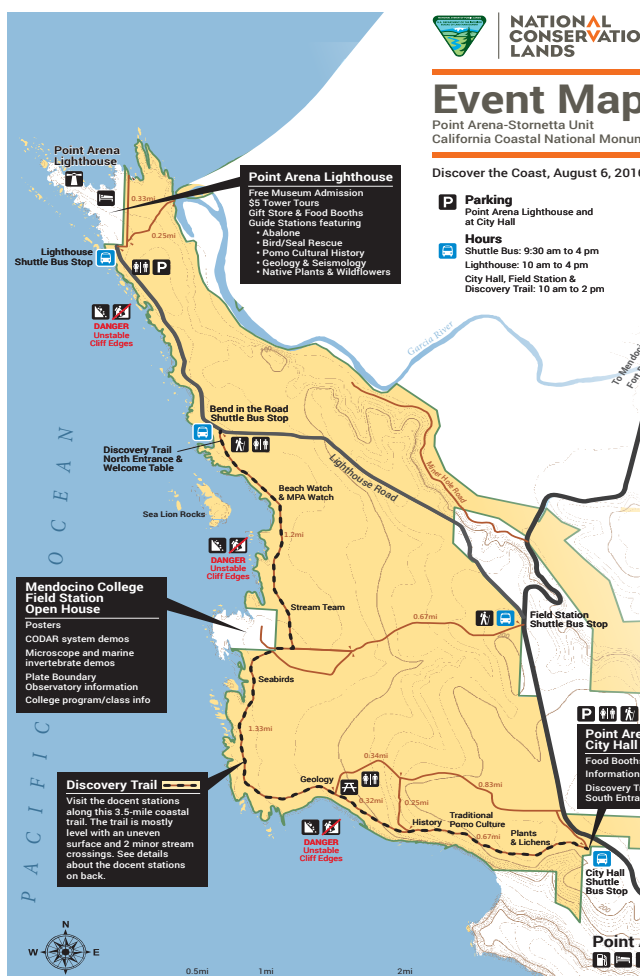 NATIONAL
CONSERVATIO
LANDS
Event Map
Point Arena-Stornetta Unit
California Coastal National Monum
Discover the Coast, August 6, 2016
P Parking
Point Arena Lighthouse and
at City Hall
Hours
Shuttle Bus: 9:30 am to 4 pm
Lighthouse: 10 am to 4 pm
City Hall, Field Station &
Discovery Trail: 10 am to 2 pm
Point Arena
Lighthouse
Point Arena Lighthouse
Free Museum Admission
$5 Tower Tours
Gift Store & Food Booths
Guide Stations featuring
• Abalone
• Bird/Seal Rescue
• Pomo Cultural History
• Geology & Seismology
• Native Plants & Wildflowers
0.33mi
0.25mi
Lighthouse
Shuttle Bus Stop
P
DANGER
Unstable
Cliff Edges
Garcia River
To Mendoci
Fort
Bend in the Road
Shuttle Bus Stop
Discovery Trail
North Entrance &
Welcome Table
Lighthouse Road
Miner Hole Road
Beach Watch
& MPA Watch
Sea Lion Rocks
1.2mi
DANGER
Unstable
Cliff Edges
PACIFIC OCEAN
Mendocino College
Field Station
Open House
Posters
CODAR system demos
Microscope and marine
invertebrate demos
Plate Boundary
Observatory information
College program/class info
Stream Team
0.67mi
Field Station
Shuttle Bus Stop
Seabirds
1.33mi
P
Point Are
City Hall
Food Booths
Information
Discovery Tr
South Entra
Discovery Trail
Visit the docent stations
along this 3.5-mile coastal
trail. The trail is mostly
level with an uneven
surface and 2 minor stream
crossings. See details
about the docent stations
on back.
0.34mi
Geology
0.32mi
0.25mi
0.83mi
History
Traditional
Pomo Culture
0.67mi
Plants
& Lichens
DANGER
Unstable
Cliff Edges
City Hall
Shuttle
Bus Stop
200
Point A
N
W
E
S
0.5mi
1mi
2mi